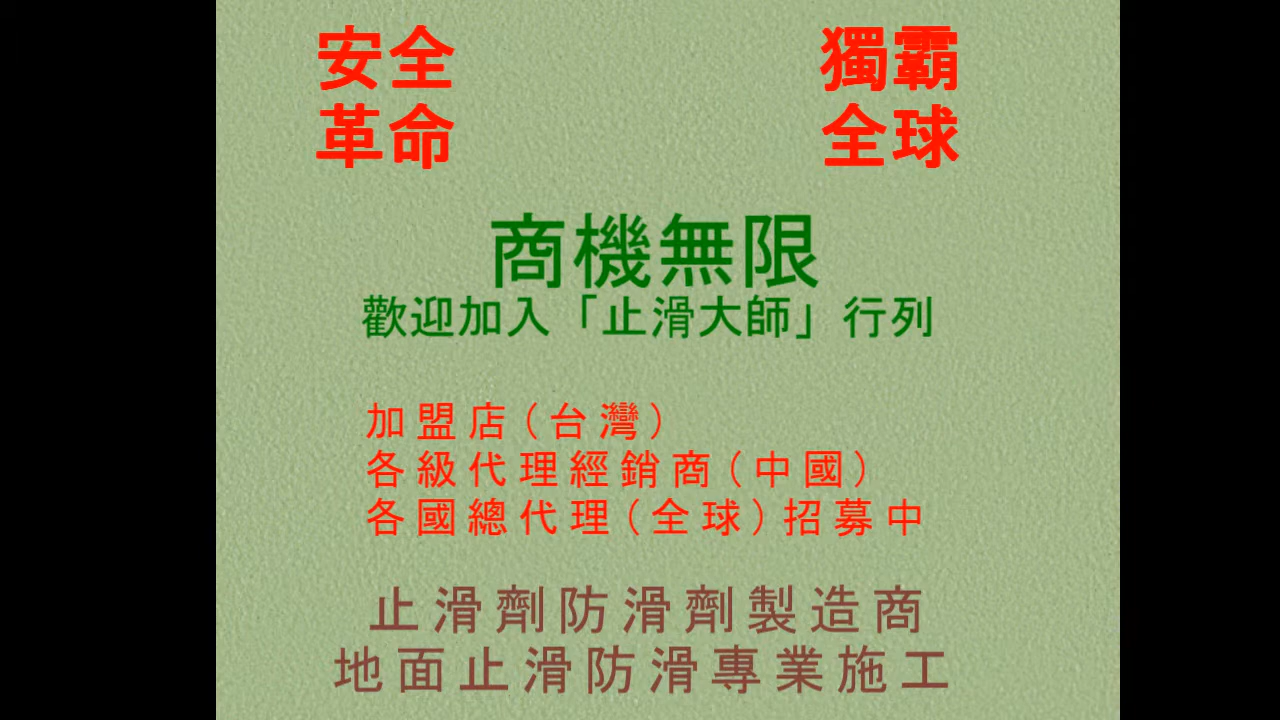 安全 獨霸
革命 全球
商機無限
歡迎加入「止滑大師」行列
加盟店(台灣)
各級代理經銷商(中國)
各國總代理(全球)招募中
止滑劑防滑劑製造商
地面止滑防滑專業施工